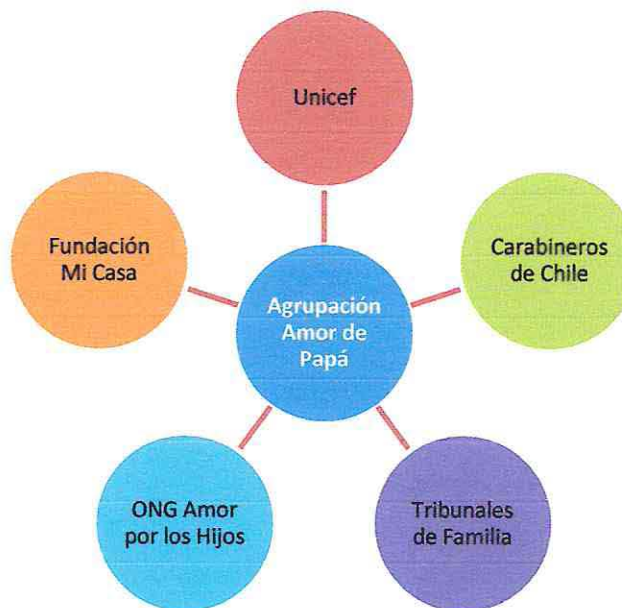 Unicef
Fundación
Mi Casa
Carabineros
de Chile
Agrupación
Amor de
Papá
ONG Amor
por los Hijos
Tribunales
de Familia